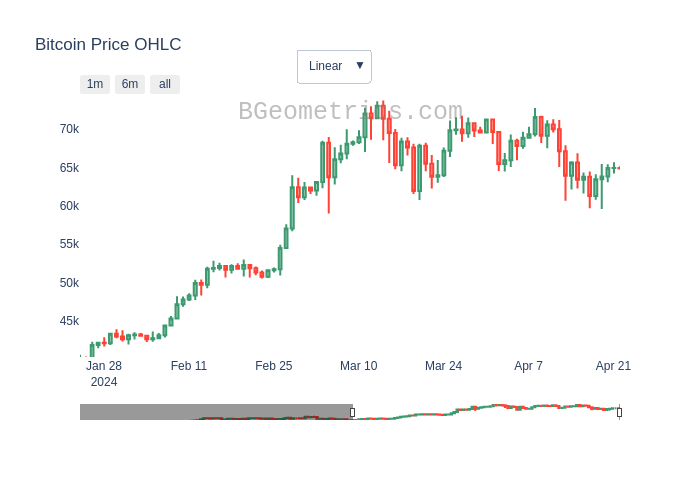 Bitcoin Price OHLC
Linear ▼
1m 6m all
BGeometrics.com
70k
65k
60k
55k
50k
45k
Jan 28 Feb 11 Feb 25 Mar 10 Mar 24 Apr 7 Apr 21
2024